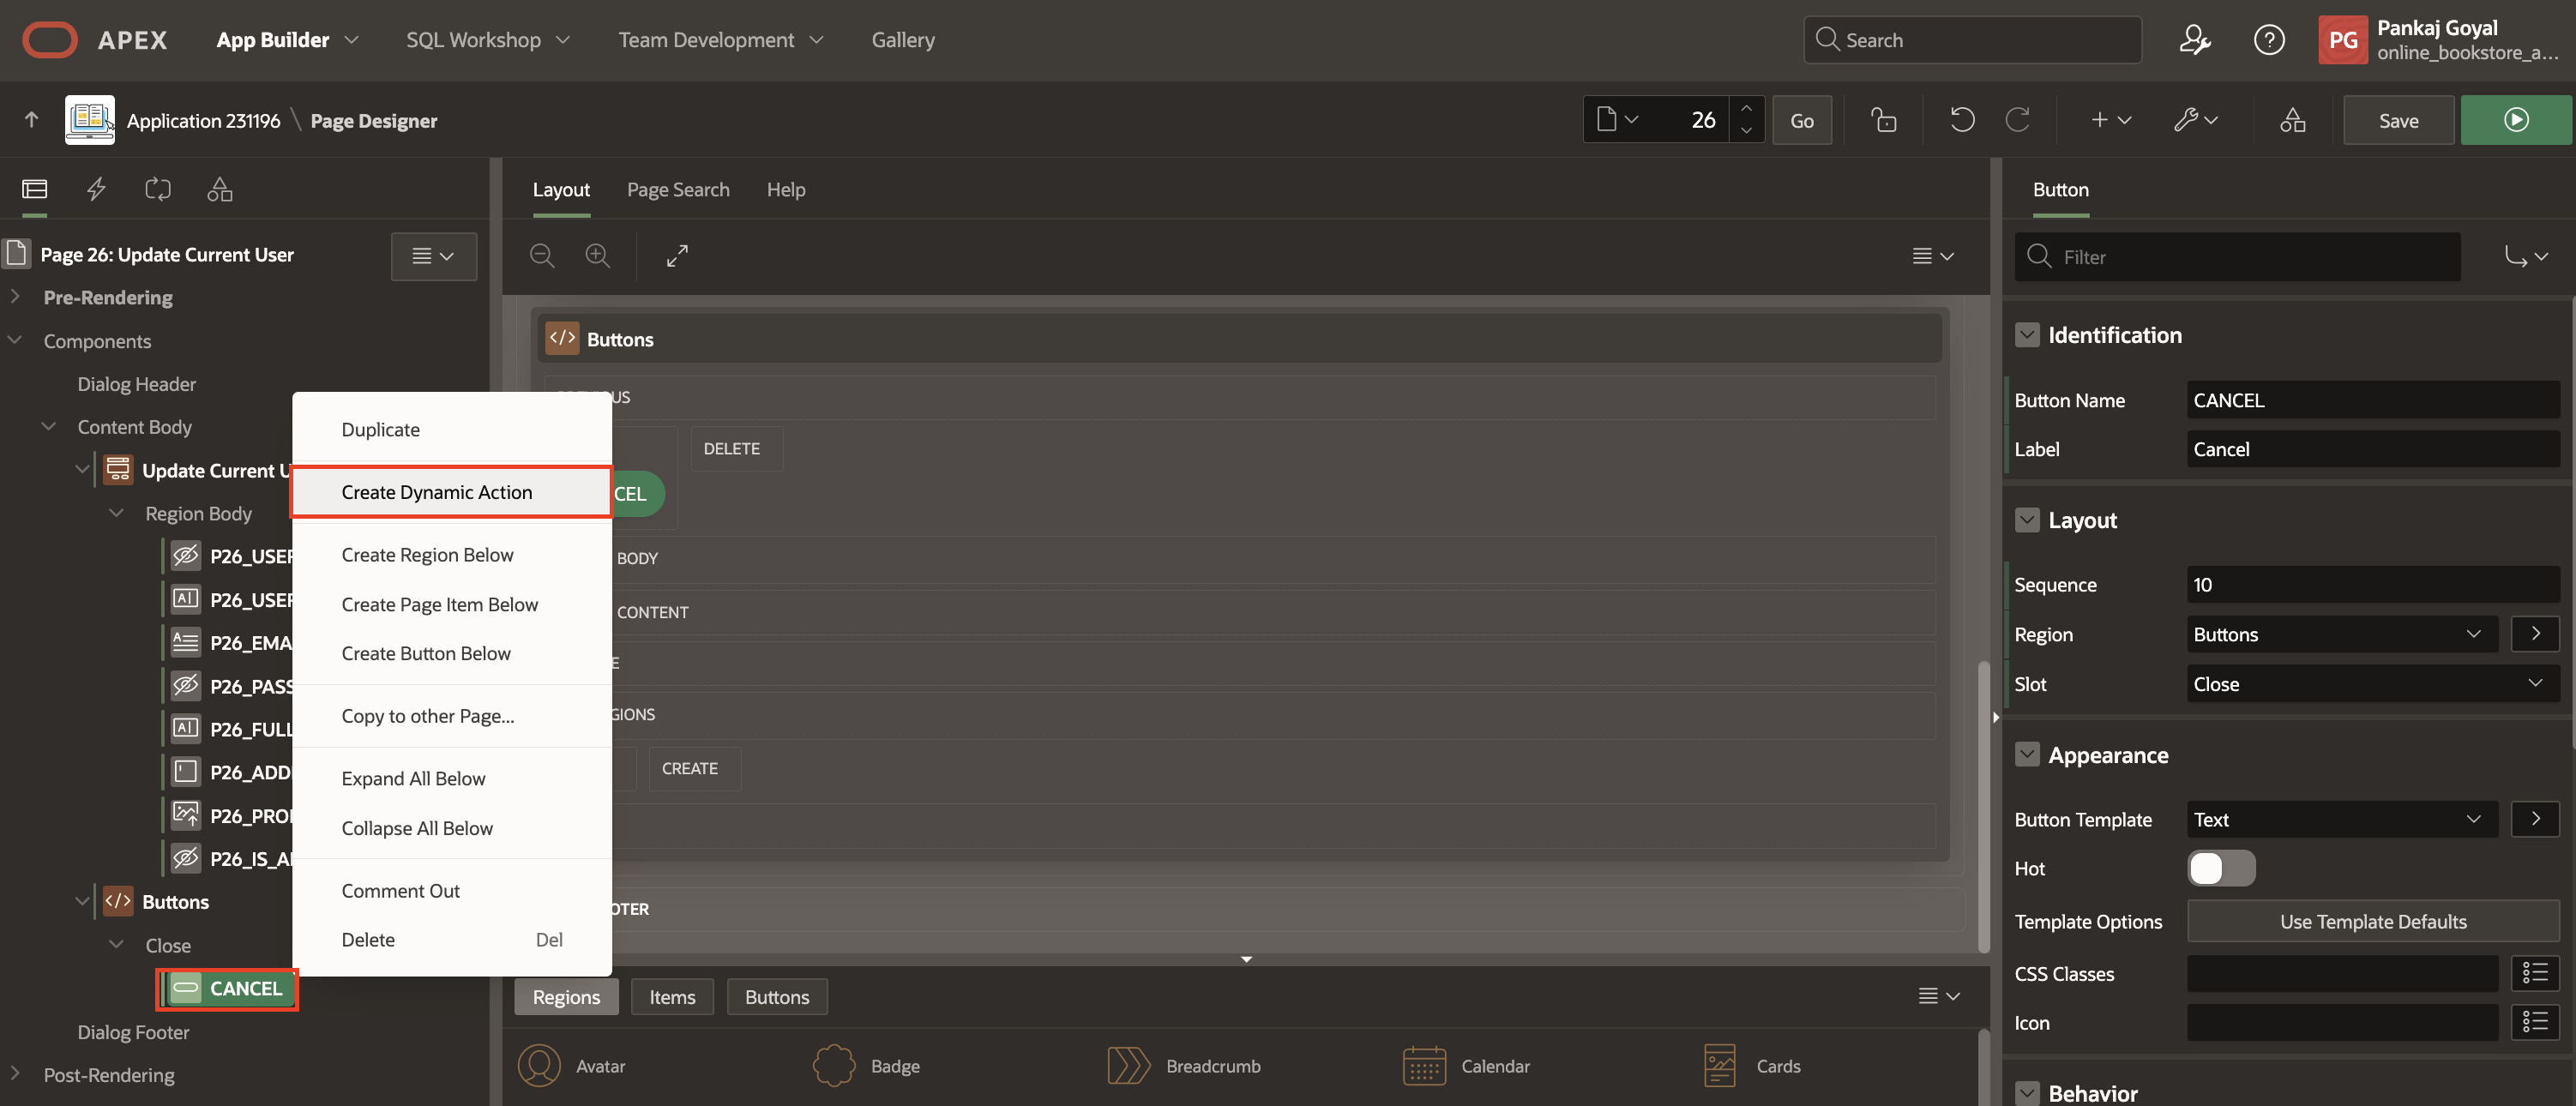 APEX
App Builder
SQL Workshop
Team Development
Gallery
Search
PG
Pankaj Goyal
online_bookstore_a...
Application 231196 \ Page Designer
26
Go
Save
Layout
Page Search
Help
Button
Page 26: Update Current User
Pre-Rendering
Components
Dialog Header
Content Body
Update Current U
Region Body
P26_USER
P26_USER
P26_EMA
P26_PASS
P26_FULL
P26_ADD
P26_PRO
P26_IS_A
Buttons
Close
CANCEL
Dialog Footer
Post-Rendering
Duplicate
Create Dynamic Action
Create Region Below
Create Page Item Below
Create Button Below
Copy to other Page...
Expand All Below
Collapse All Below
Comment Out
Delete Del
Buttons
US
DELETE
CEL
BODY
CONTENT
E
GIONS
CREATE
OTER
Regions
Items
Buttons
Avatar
Badge
Breadcrumb
Calendar
Cards
Filter
Identification
Button Name CANCEL
Label Cancel
Layout
Sequence 10
Region Buttons
Slot Close
Appearance
Button Template Text
Hot
Template Options Use Template Defaults
CSS Classes
Icon
Behavior